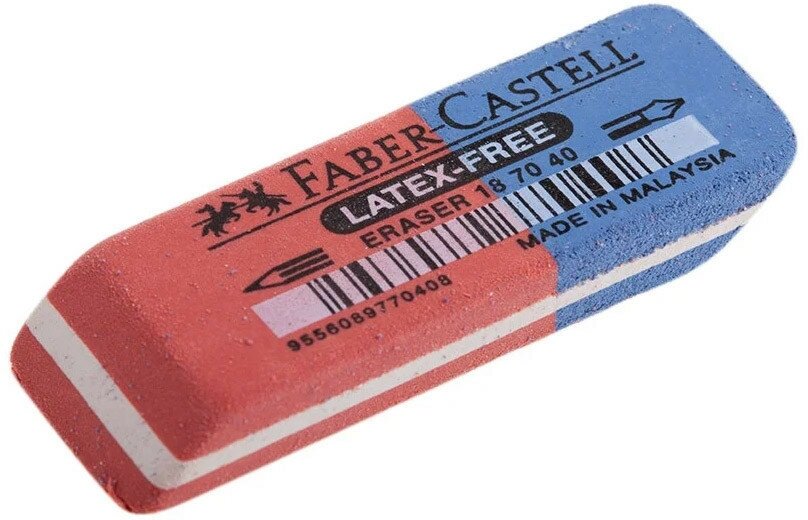 FABER-CASTELL
LATEX-FREE
ERASER 18 70 40
9556089770408
MADE IN MALAYSIA